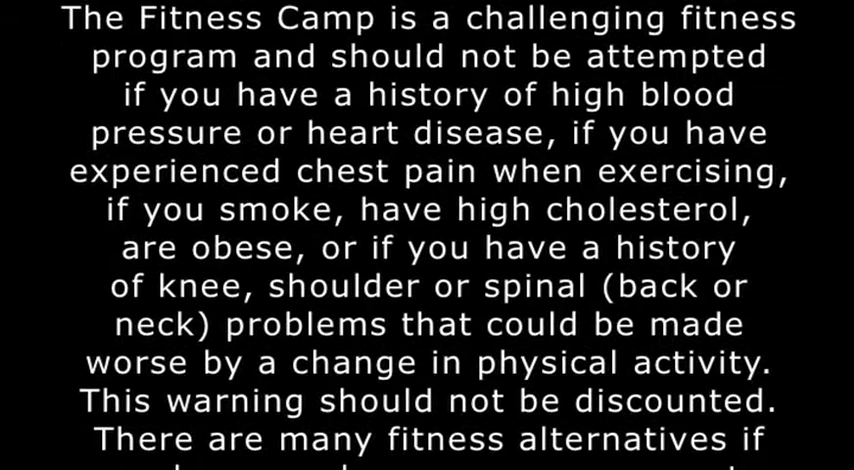 The Fitness Camp is a challenging fitness
program and should not be attempted
if you have a history of high blood
pressure or heart disease, if you have
experienced chest pain when exercising,
if you smoke, have high cholesterol,
are obese, or if you have a history
of knee, shoulder or spinal (back or
neck) problems that could be made
worse by a change in physical activity.
This warning should not be discounted.
There are many fitness alternatives if